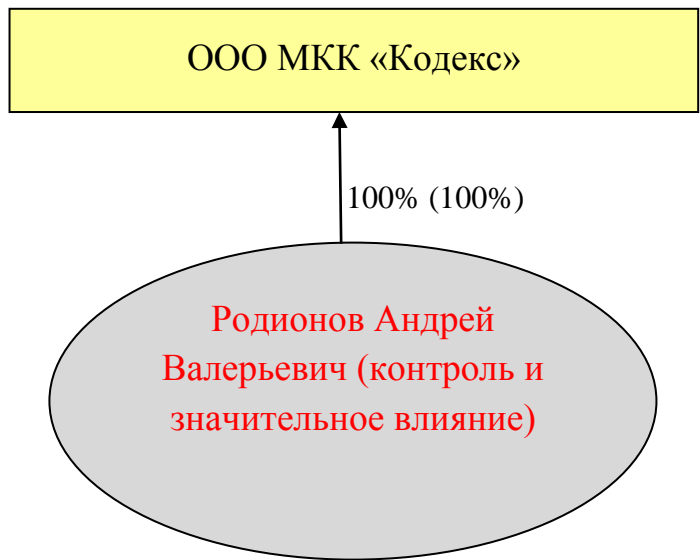 ООО МКК «Кодекс»
100% (100%)
Родионов Андрей
Валерьевич (контроль и
значительное влияние)